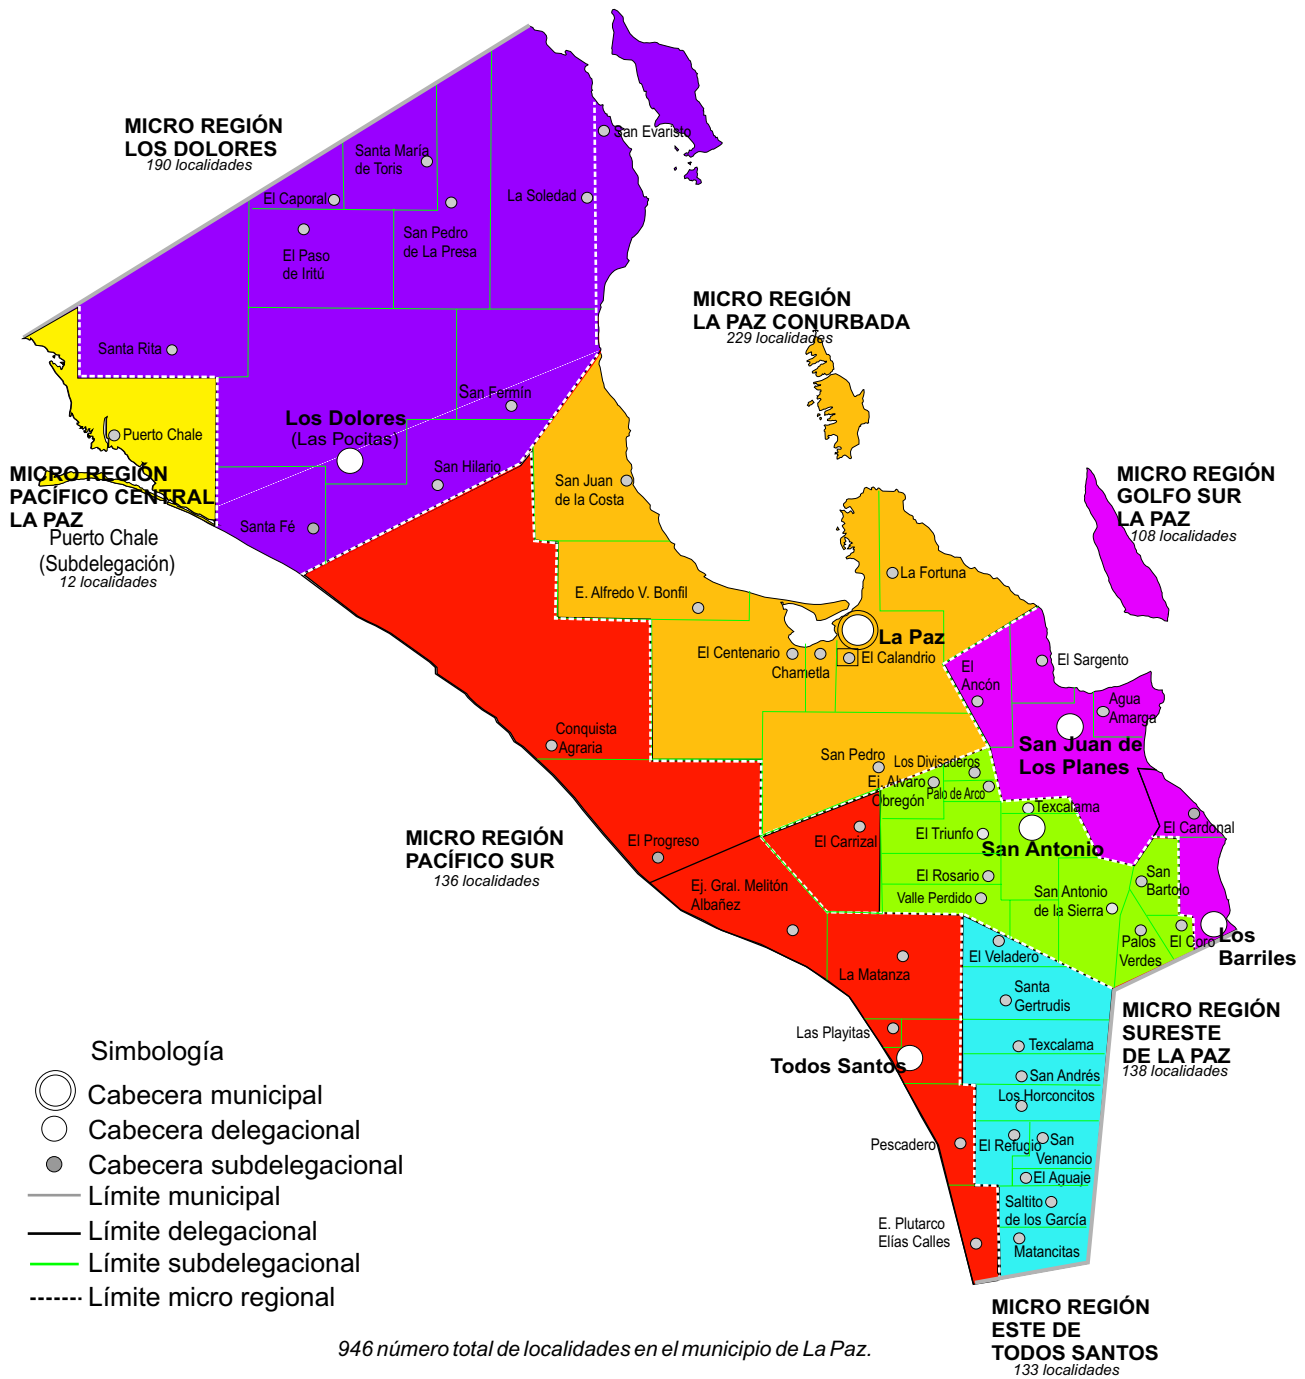 MICRO REGIÓN
LOS DOLORES
190 localidades
San Evaristo
Santa María
de Toris
El Caporal
La Soledad
San Pedro
de La Presa
El Paso
de Iritú
Santa Rita
San Fermín
Los Dolores
(Las Pocitas)
San Hilario
Santa Fé
Puerto Chale
MICRO REGIÓN
PACÍFICO CENTRAL
LA PAZ
Puerto Chale
(Subdelegación)
12 localidades
MICRO REGIÓN
LA PAZ CONURBADA
229 localidades
San Juan
de la Costa
E. Alfredo V. Bonfil
La Fortuna
La Paz
El Centenario
Chametla
El Calandrio
San Pedro
MICRO REGIÓN
GOLFO SUR
LA PAZ
108 localidades
El Sargento
El
Ancón
Agua
Amarga
San Juan de
Los Planes
El Cardonal
Los
Barriles
Los Divisaderos
Ej. Alvaro
Obregón
Palo de Arco
Texcalama
El Triunfo
San Antonio
El Rosario
Valle Perdido
San Antonio
de la Sierra
San
Bartolo
Palos
Verdes
El Coro
MICRO REGIÓN
SURESTE
DE LA PAZ
138 localidades
Conquista
Agraria
El Progreso
El Carrizal
Ej. Gral. Melitón
Albañez
MICRO REGIÓN
PACÍFICO SUR
136 localidades
La Matanza
Las Playitas
Todos Santos
Pescadero
E. Plutarco
Elías Calles
El Veladero
Santa
Gertrudis
Texcalama
San Andrés
Los Horconcitos
El Refugio
San
Venancio
El Aguaje
Saltito
de los García
Matancitas
MICRO REGIÓN
ESTE DE
TODOS SANTOS
133 localidades
Simbología
Cabecera municipal
Cabecera delegacional
Cabecera subdelegacional
Límite municipal
Límite delegacional
Límite subdelegacional
Límite micro regional
946 número total de localidades en el municipio de La Paz.